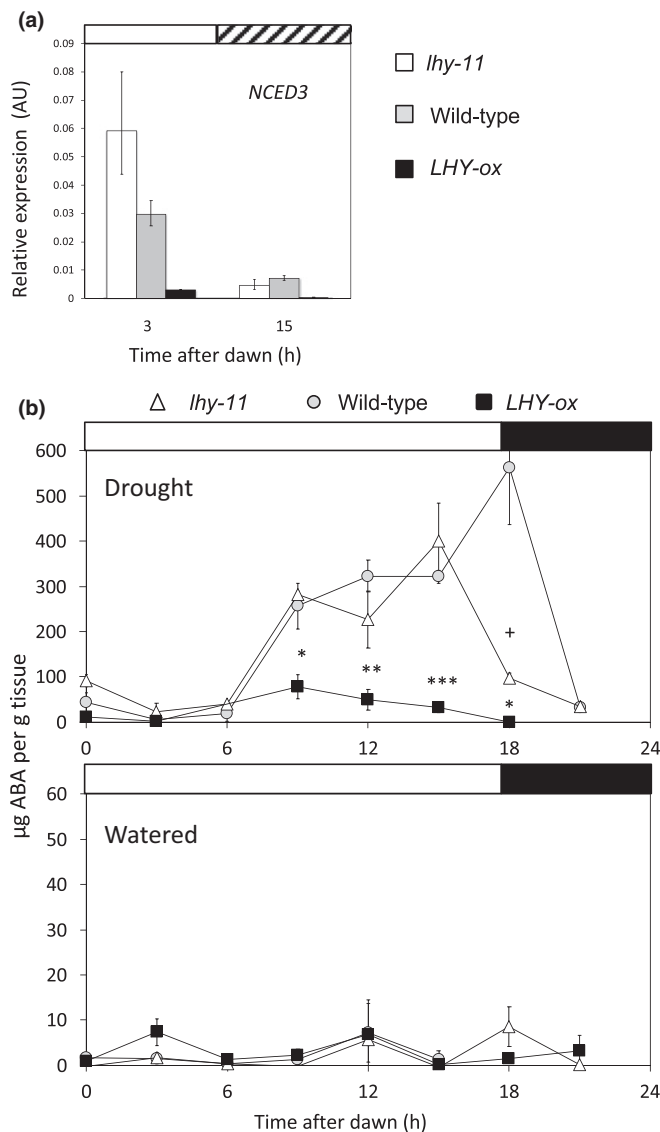 (a)
0.09
0.08
0.07
0.06
0.05
0.04
0.03
0.02
0.01
0
Relative expression (AU)
NCED3
3 15
Time after dawn (h)
lhy-11
Wild-type
LHY-ox
(b)
lhy-11 Wild-type LHY-ox
600
500
400
300
200
100
0
Drought
* ** *** + *
0 6 12 18 24
µg ABA per g tissue
60
50
40
30
20
10
0
Watered
0 6 12 18 24
Time after dawn (h)